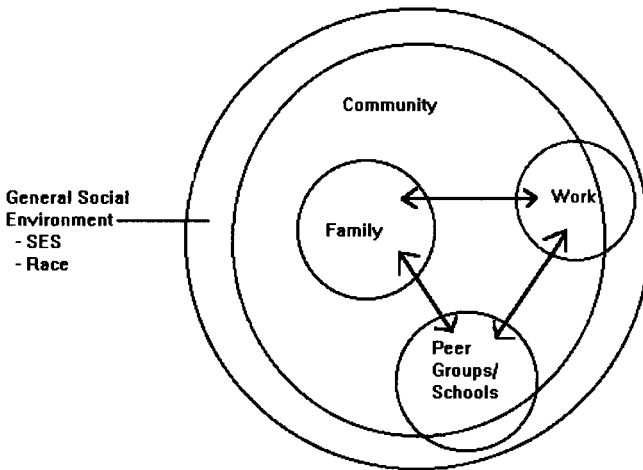 Community
General Social
Environment
- SES
- Race
Family
Work
Peer
Groups/
Schools